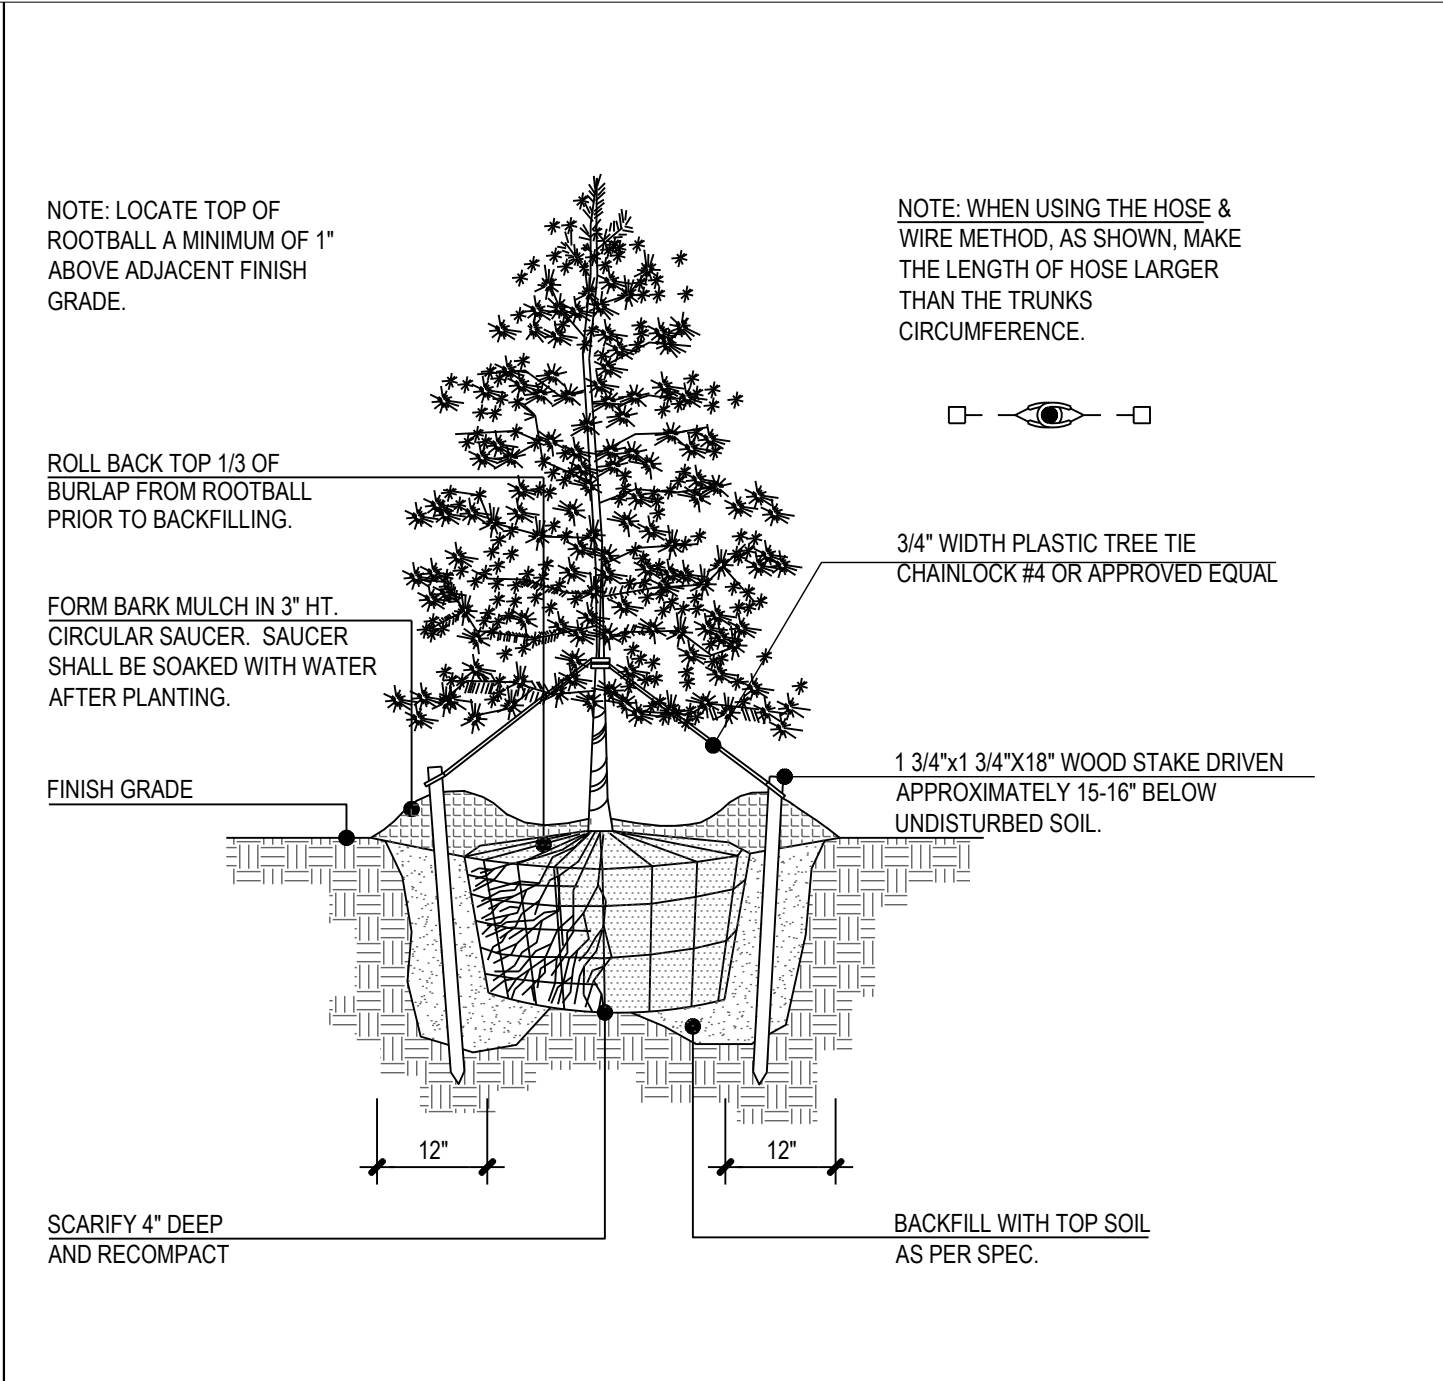 NOTE: LOCATE TOP OF
ROOTBALL A MINIMUM OF 1"
ABOVE ADJACENT FINISH
GRADE.
NOTE: WHEN USING THE HOSE &
WIRE METHOD, AS SHOWN, MAKE
THE LENGTH OF HOSE LARGER
THAN THE TRUNKS
CIRCUMFERENCE.
ROLL BACK TOP 1/3 OF
BURLAP FROM ROOTBALL
PRIOR TO BACKFILLING.
3/4" WIDTH PLASTIC TREE TIE
CHAINLOCK #4 OR APPROVED EQUAL
FORM BARK MULCH IN 3" HT.
CIRCULAR SAUCER.  SAUCER
SHALL BE SOAKED WITH WATER
AFTER PLANTING.
1 3/4"x1 3/4"X18" WOOD STAKE DRIVEN
APPROXIMATELY 15-16" BELOW
UNDISTURBED SOIL.
FINISH GRADE
12"
12"
SCARIFY 4" DEEP
AND RECOMPACT
BACKFILL WITH TOP SOIL
AS PER SPEC.